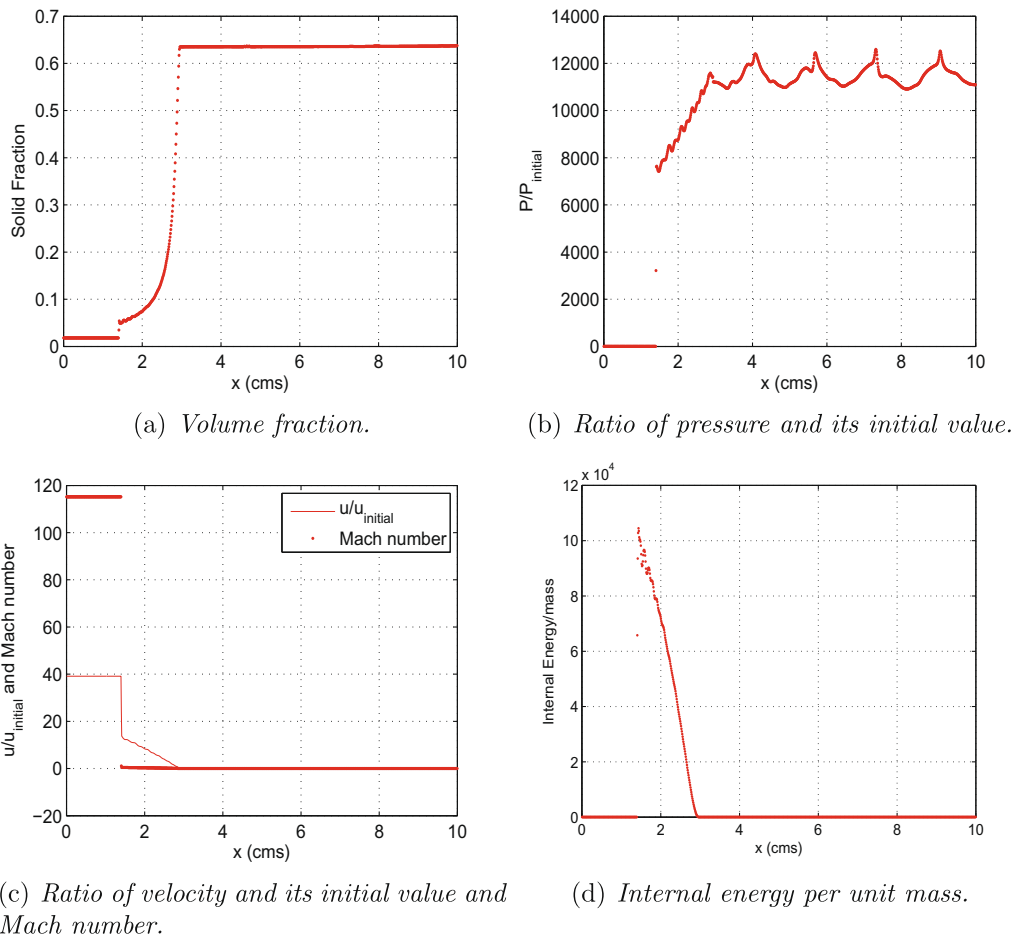 0.7
0.6
0.5
0.4
0.3
0.2
0.1
0
0 2 4 6 8 10
Solid Fraction
x (cms)
(a) Volume fraction.
14000
12000
10000
8000
6000
4000
2000
0
0 2 4 6 8 10
P/P_initial
x (cms)
(b) Ratio of pressure and its initial value.
120
100
80
60
40
20
0
−20
0 2 4 6 8 10
u/u_initial and Mach number
x (cms)
u/u_initial
Mach number
(c) Ratio of velocity and its initial value and
Mach number.
x 10^4
12
10
8
6
4
2
0
0 2 4 6 8 10
Internal Energy/mass
x (cms)
(d) Internal energy per unit mass.